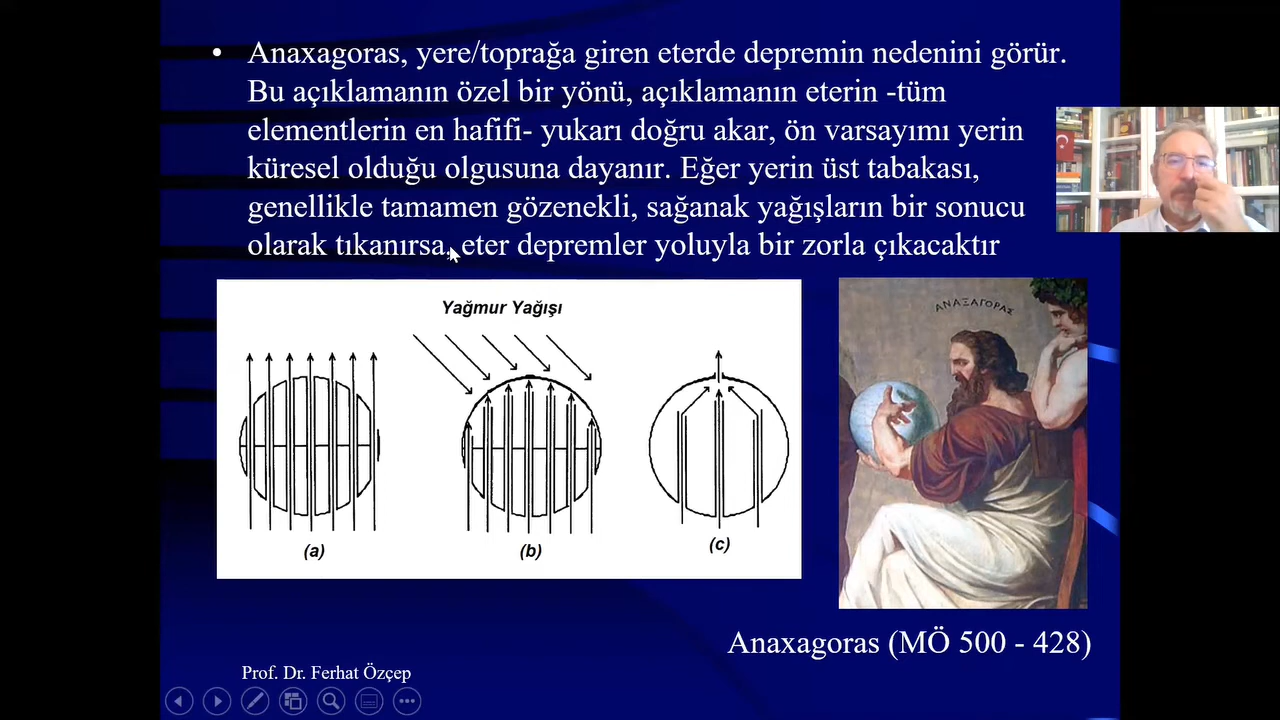 • Anaxagoras, yere/toprağa giren eterde depremin nedenini görür.
Bu açıklamanın özel bir yönü, açıklamanın eterin -tüm
elementlerin en hafifi- yukarı doğru akar, ön varsayımı yerin
küresel olduğu olgusuna dayanır. Eğer yerin üst tabakası,
genellikle tamamen gözenekli, sağanak yağışların bir sonucu
olarak tıkanırsa, eter depremler yoluyla bir zorla çıkacaktır
Yağmur Yağışı
(a)
(b)
(c)
ΑΝΑΞΑΓΟΡΑΣ
Anaxagoras (MÖ 500 - 428)
Prof. Dr. Ferhat Özçep